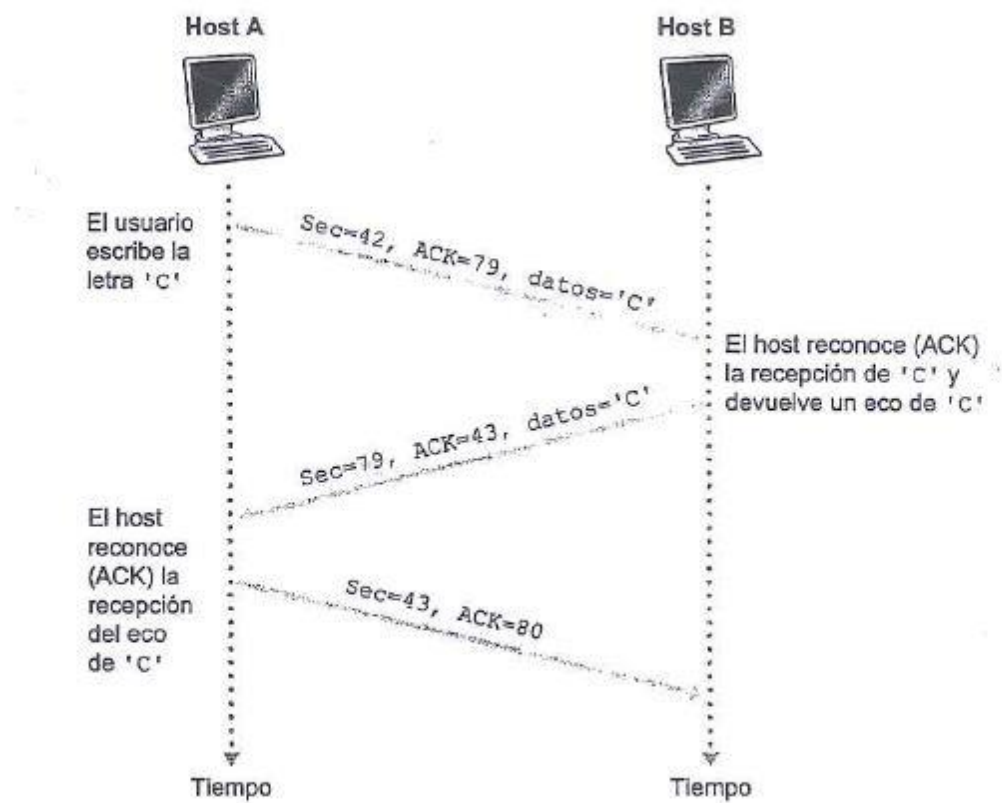 Host A
Host B
El usuario
escribe la
letra 'C'
Sec=42, ACK=79, datos='C'
El host reconoce (ACK)
la recepción de 'C' y
devuelve un eco de 'C'
Sec=79, ACK=43, datos='C'
El host
reconoce
(ACK) la
recepción
del eco
de 'C'
Sec=43, ACK=80
Tiempo
Tiempo